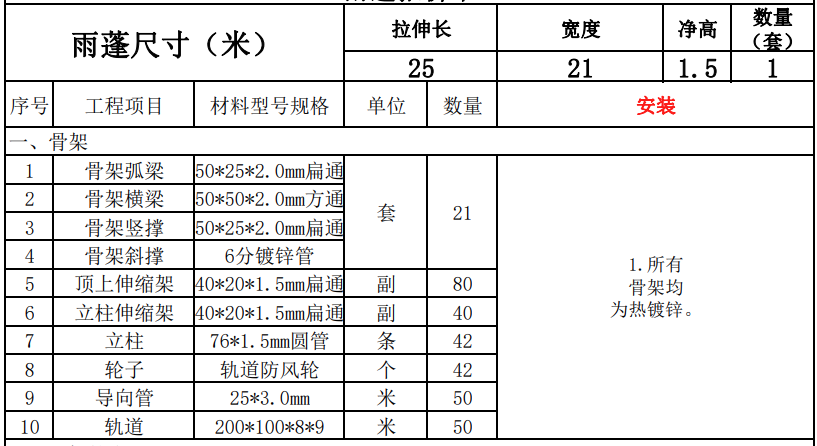 雨蓬尺寸（米） 拉伸长 宽度 净高 数量（套）
25 21 1.5 1
序号 工程项目 材料型号规格 单位 数量 安装
一、骨架
1 骨架弧梁 50*25*2.0mm扁通
2 骨架横梁 50*50*2.0mm方通
套 21
3 骨架竖撑 50*25*2.0mm扁通
4 骨架斜撑 6分镀锌管
5 顶上伸缩架 40*20*1.5mm扁通 副 80
6 立柱伸缩架 40*20*1.5mm扁通 副 40
7 立柱 76*1.5mm圆管 条 42
8 轮子 轨道防风轮 个 42
9 导向管 25*3.0mm 米 50
10 轨道 200*100*8*9 米 50
1.所有
骨架均
为热镀锌。